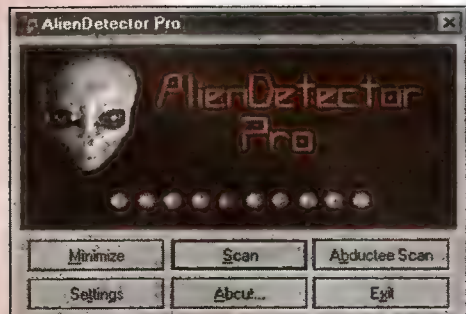 AlienDetector Pro
AlienDetector
Pro
Minimize Scan Abductee Scan
Settings About... Exit